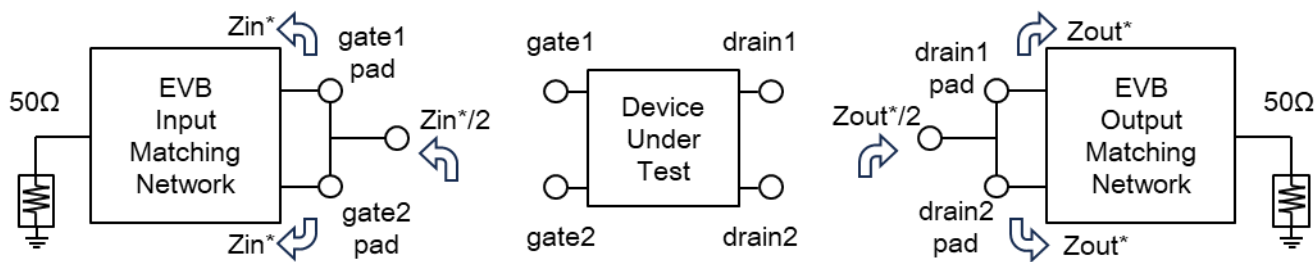 Zin*
gate1
pad
50Ω
EVB
Input
Matching
Network
Zin*/2
gate2
pad
Zin*
gate1
drain1
Device
Under
Test
gate2
drain2
Zout*
drain1
pad
Zout*/2
EVB
Output
Matching
Network
50Ω
drain2
pad
Zout*